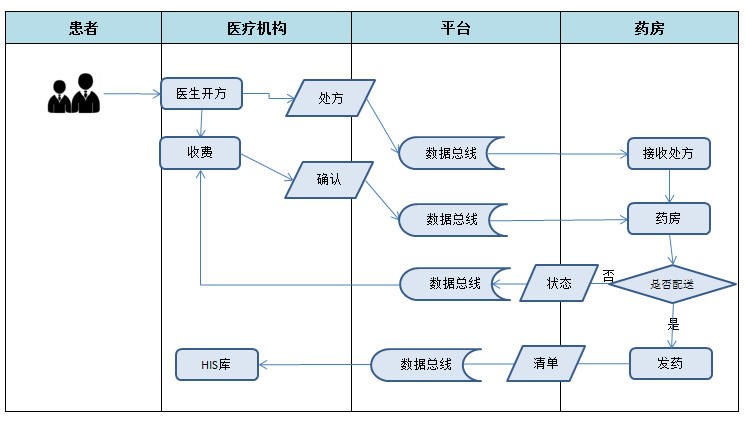 患者
医疗机构
平台
药房
医生开方
处方
收费
数据总线
接收处方
确认
数据总线
药房
数据总线
状态
否
是否配送
是
HIS库
数据总线
清单
发药